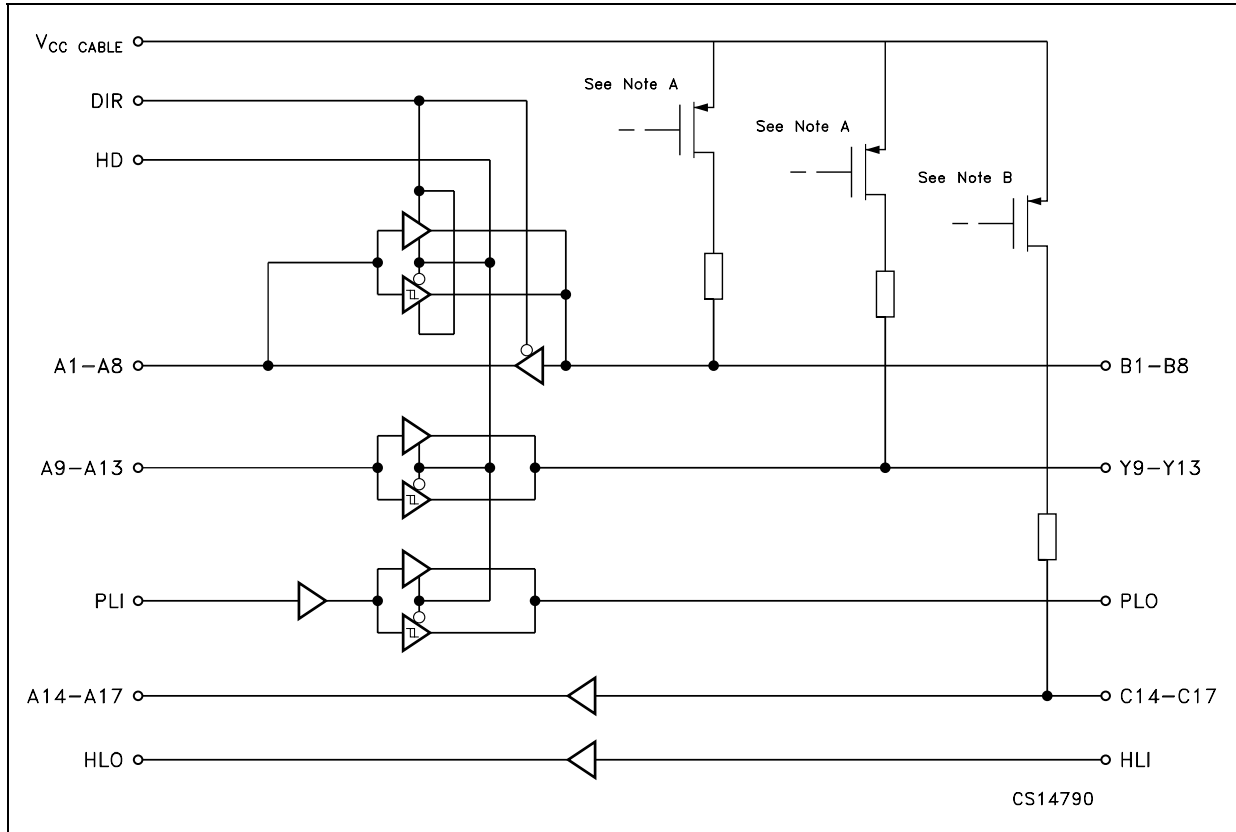 VCC CABLE
DIR
HD
See Note A
See Note A
See Note B
A1-A8
B1-B8
A9-A13
Y9-Y13
PLI
PLO
A14-A17
C14-C17
HLO
HLI
CS14790